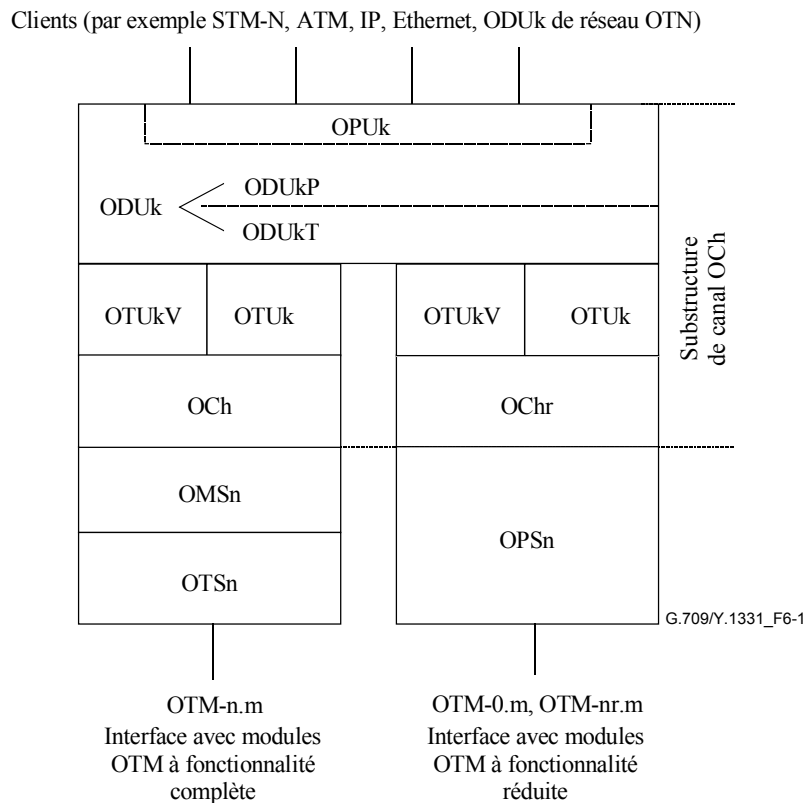 Clients (par exemple STM-N, ATM, IP, Ethernet, ODUk de réseau OTN)
OPUk
ODUkP
ODUk
ODUkT
OTUkV
OTUk
OTUkV
OTUk
Substructure
de canal OCh
OCh
OChr
OMSn
OPSn
OTSn
G.709/Y.1331_F6-1
OTM-n.m
Interface avec modules
OTM à fonctionnalité
complète
OTM-0.m, OTM-nr.m
Interface avec modules
OTM à fonctionnalité
réduite